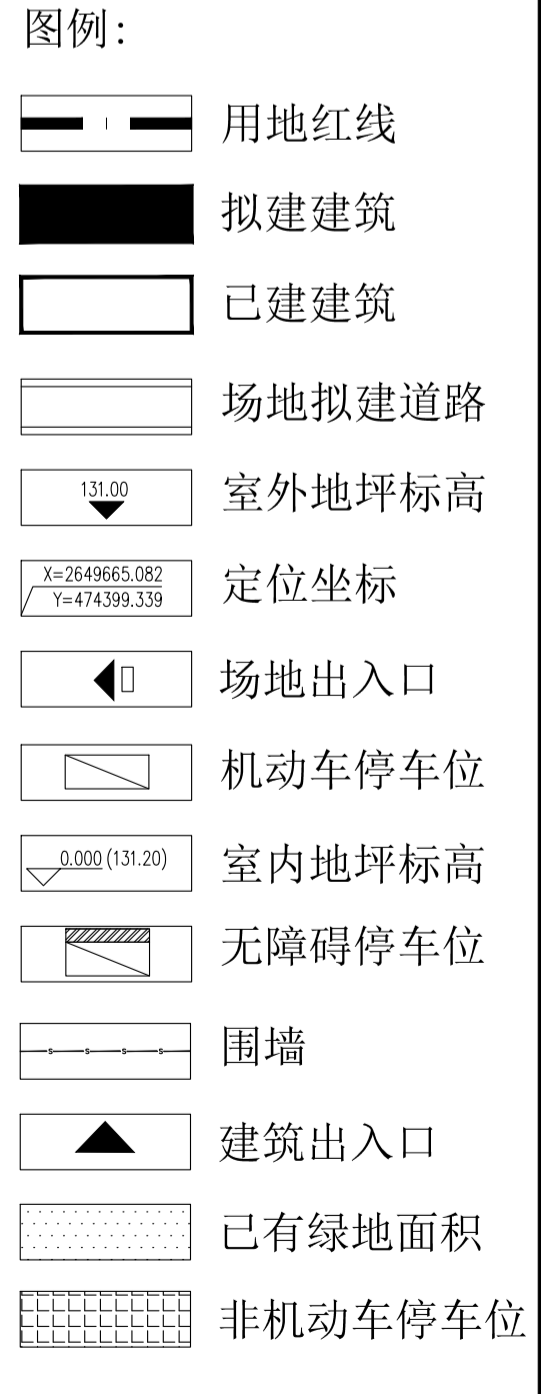 图例:
用地红线
拟建建筑
已建建筑
场地拟建道路
131.00 室外地坪标高
X=2649665.082
Y=474399.339
定位坐标
场地出入口
机动车停车位
0.000(131.20) 室内地坪标高
无障碍停车位
s s s s 围墙
建筑出入口
已有绿地面积
非机动车停车位